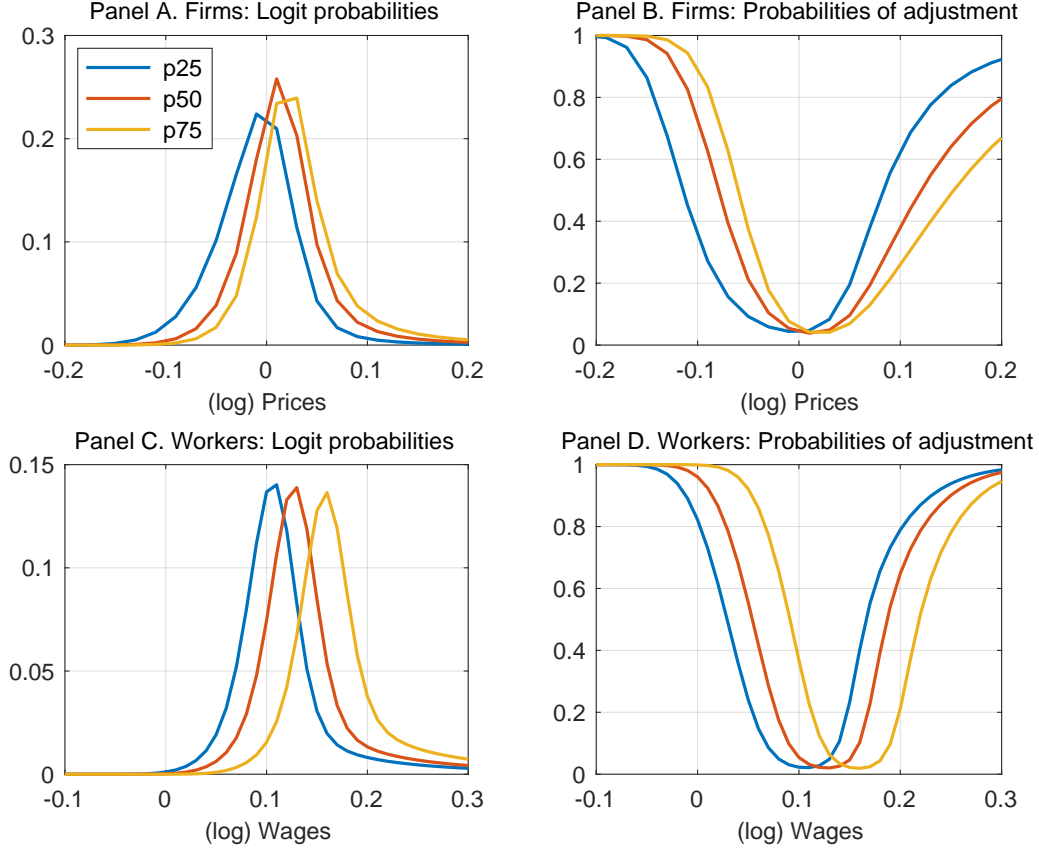 Panel A. Firms: Logit probabilities
0.3
0.2
0.1
0
p25
p50
p75
-0.2 -0.1 0 0.1 0.2
(log) Prices
Panel B. Firms: Probabilities of adjustment
1
0.8
0.6
0.4
0.2
0
-0.2 -0.1 0 0.1 0.2
(log) Prices
Panel C. Workers: Logit probabilities
0.15
0.1
0.05
0
-0.1 0 0.1 0.2 0.3
(log) Wages
Panel D. Workers: Probabilities of adjustment
1
0.8
0.6
0.4
0.2
0
-0.1 0 0.1 0.2 0.3
(log) Wages